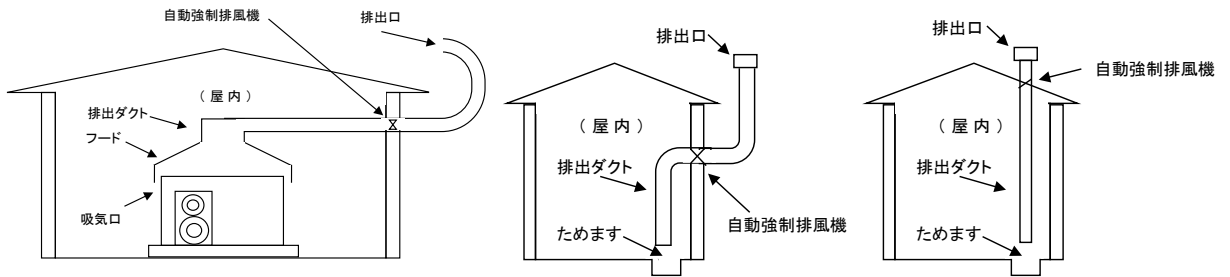 自動強制排風機
排出口
（屋内）
排出ダクト
フード
吸気口
排出口
（屋内）
排出ダクト
自動強制排風機
ためます
排出口
自動強制排風機
（屋内）
排出ダクト
ためます